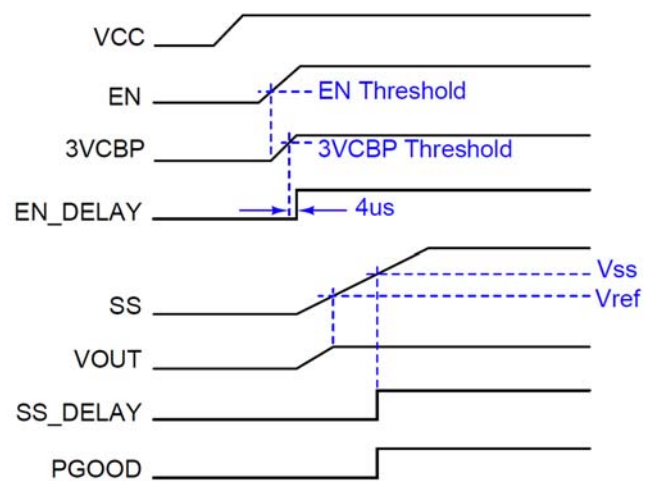 VCC
EN
EN Threshold
3VCBP
3VCBP Threshold
EN_DELAY
4us
Vss
SS
Vref
VOUT
SS_DELAY
PGOOD